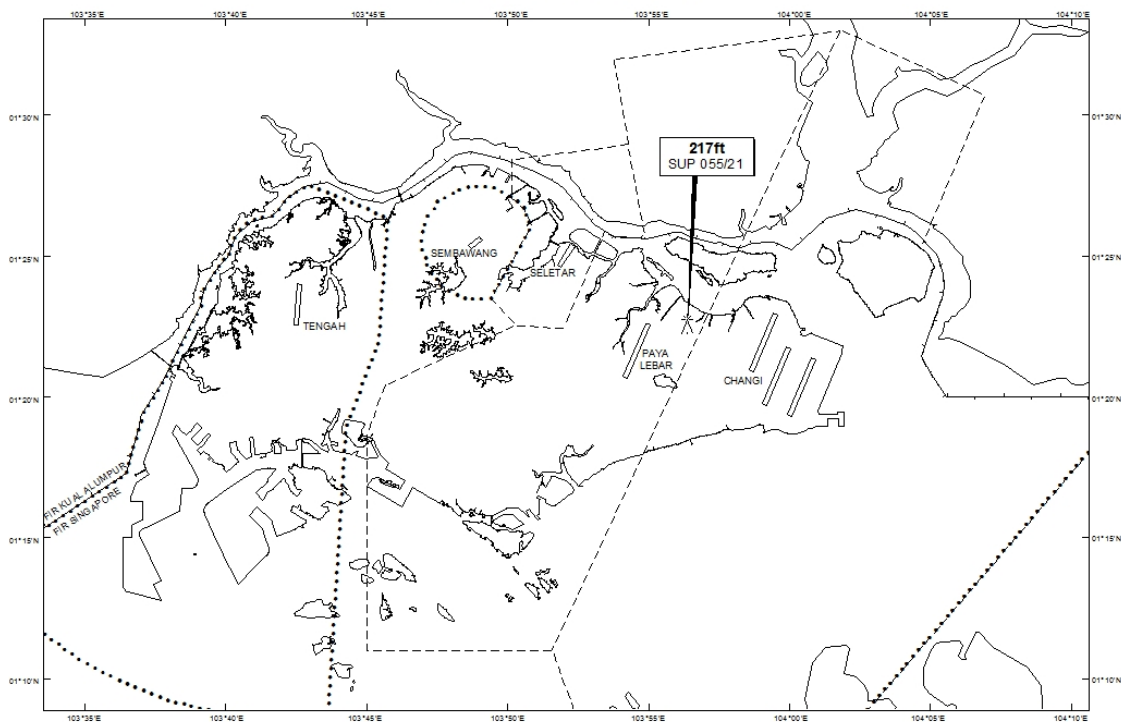 103°35'E 103°40'E 103°45'E 103°50'E 103°55'E 104°00'E 104°05'E 104°10'E
01°30'N 01°30'N
217ft
SUP 055/21
01°25'N 01°25'N
SEMBAWANG
SELETAR
TENGAH
PAYA
LEBAR
CHANGI
01°20'N 01°20'N
FIR KUALALUMPUR
FIR SINGAPORE
01°15'N 01°15'N
01°10'N 01°10'N
103°35'E 103°40'E 103°45'E 103°50'E 103°55'E 104°00'E 104°05'E 104°10'E